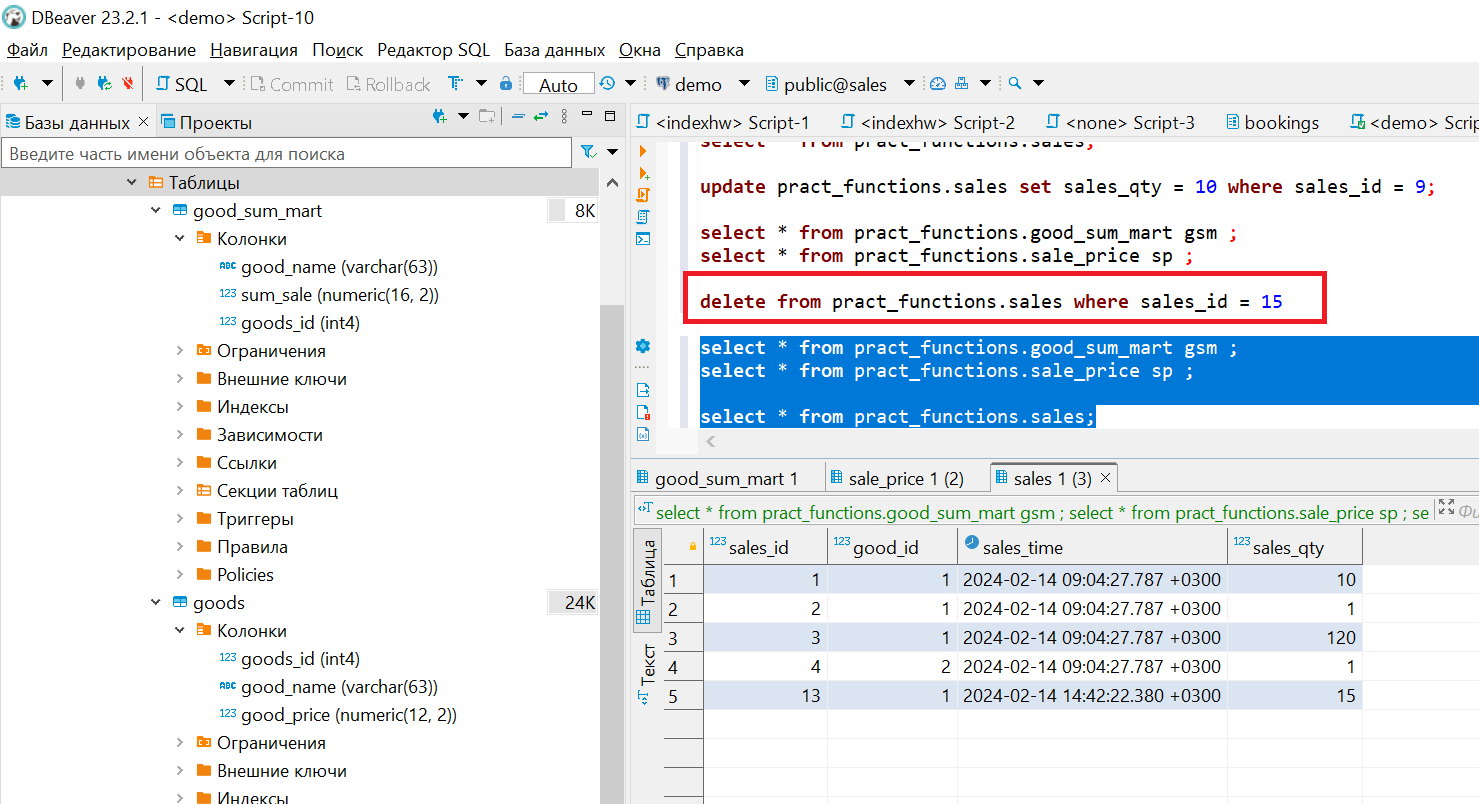 DBeaver 23.2.1 - <demo> Script-10
Файл Редактирование Навигация Поиск Редактор SQL База данных Окна Справка
SQL Commit Rollback Auto demo public@sales
Базы данных Проекты
Введите часть имени объекта для поиска
Таблицы
good_sum_mart 8K
Колонки
ABC good_name (varchar(63))
123 sum_sale (numeric(16, 2))
123 goods_id (int4)
Ограничения
Внешние ключи
Индексы
Зависимости
Ссылки
Секции таблиц
Триггеры
Правила
Policies
goods 24K
Колонки
123 goods_id (int4)
ABC good_name (varchar(63))
123 good_price (numeric(12, 2))
Ограничения
Внешние ключи
Индексы
<indexhw> Script-1 <indexhw> Script-2 <none> Script-3 bookings <demo> Scrip
select * from pract_functions.sales;
update pract_functions.sales set sales_qty = 10 where sales_id = 9;
select * from pract_functions.good_sum_mart gsm ;
select * from pract_functions.sale_price sp ;
delete from pract_functions.sales where sales_id = 15
select * from pract_functions.good_sum_mart gsm ;
select * from pract_functions.sale_price sp ;
select * from pract_functions.sales;
good_sum_mart 1 sale_price 1 (2) sales 1 (3)
select * from pract_functions.good_sum_mart gsm ; select * from pract_functions.sale_price sp ; se
Таблица
Текст
123 sales_id 123 good_id sales_time 123 sales_qty
1 1 1 2024-02-14 09:04:27.787 +0300 10
2 2 1 2024-02-14 09:04:27.787 +0300 1
3 3 1 2024-02-14 09:04:27.787 +0300 120
4 4 2 2024-02-14 09:04:27.787 +0300 1
5 13 1 2024-02-14 14:42:22.380 +0300 15